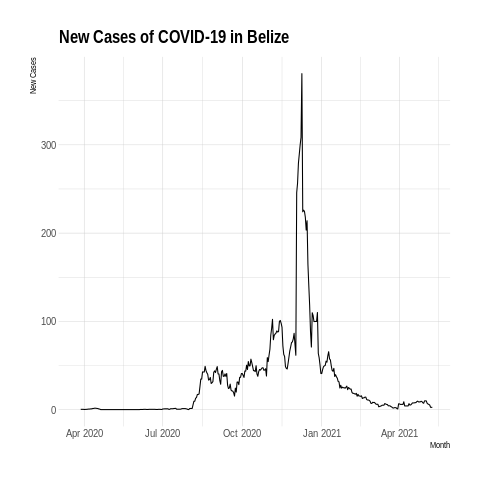 New Cases of COVID-19 in Belize
New Cases
300
200
100
0
Apr 2020 Jul 2020 Oct 2020 Jan 2021 Apr 2021
Month